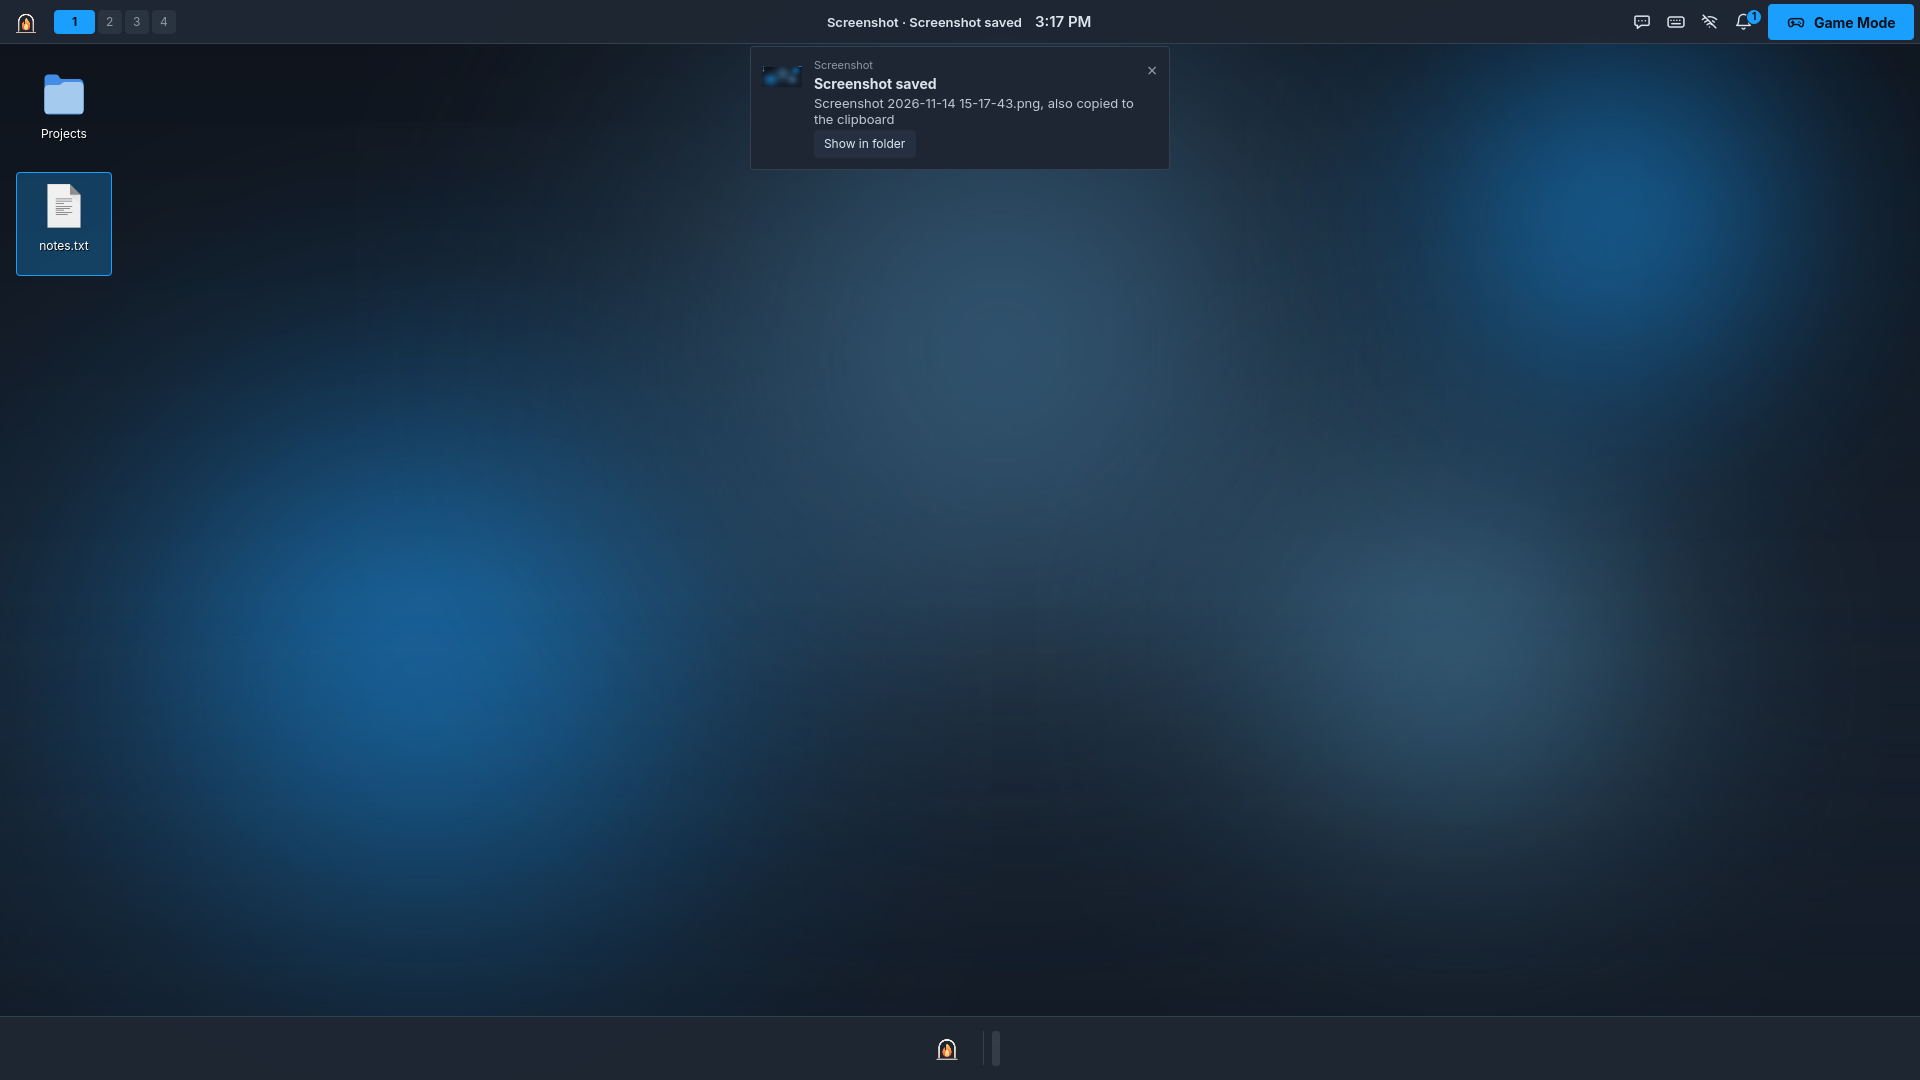 1 2 3 4
Screenshot · Screenshot saved 3:17 PM
1
Game Mode
Screenshot
Screenshot saved
Screenshot 2026-11-14 15-17-43.png, also copied to
the clipboard
Show in folder
Projects
notes.txt